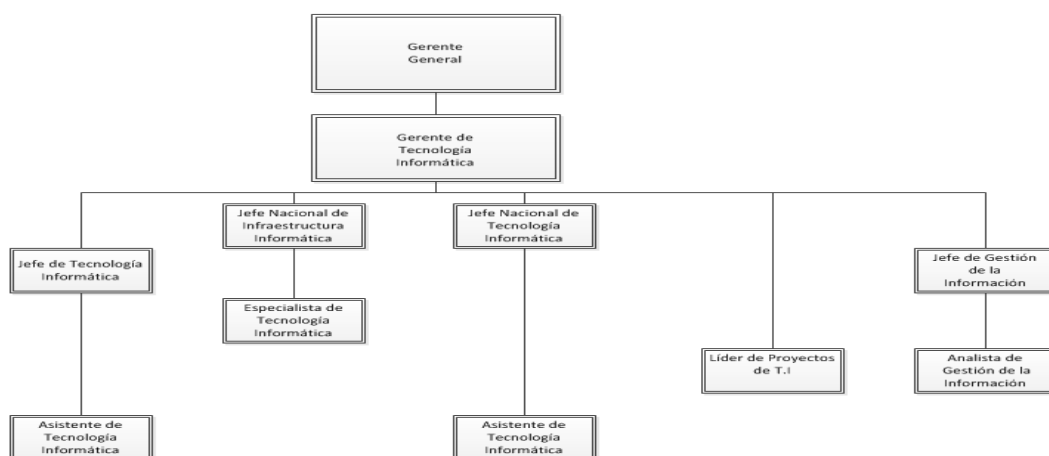 Gerente
General
Gerente de
Tecnología
Informática
Jefe Nacional de
Infraestructura
Informática
Jefe Nacional de
Tecnología
Informática
Jefe de Tecnología
Informática
Jefe de Gestión
de la
Información
Especialista de
Tecnología
Informática
Líder de Proyectos
de T.I
Analista de
Gestión de la
Información
Asistente de
Tecnología
Informática
Asistente de
Tecnología
Informática